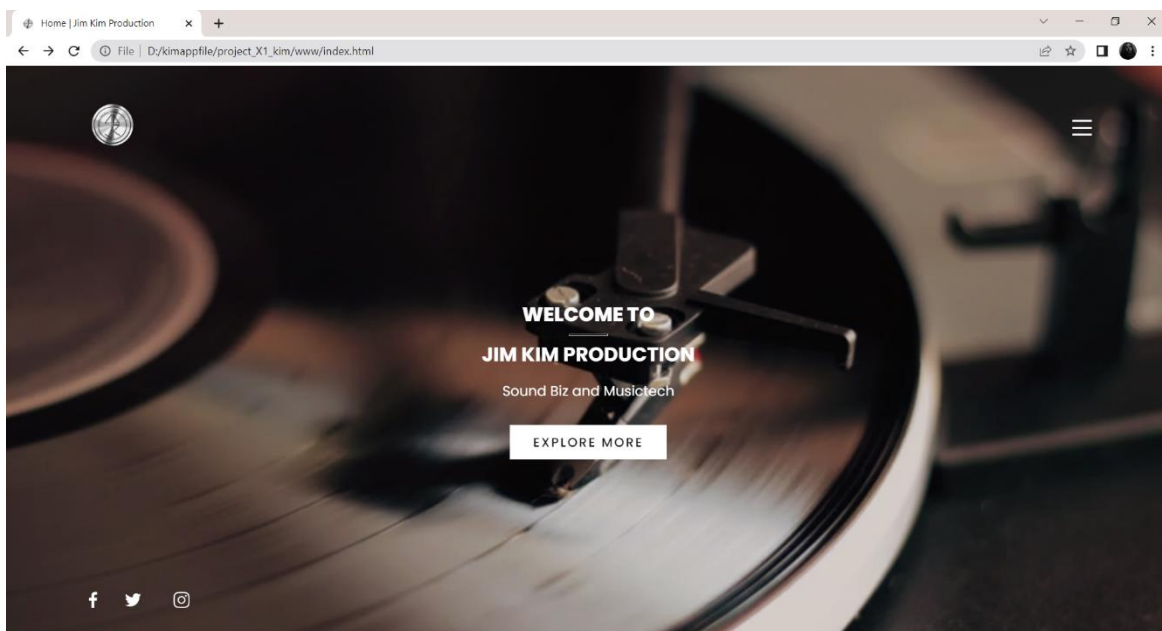 Home | Jim Kim Production
File | D:/kimappfile/project_X1_kim/www/index.html
WELCOME TO
JIM KIM PRODUCTION
Sound Biz and Musictech
EXPLORE MORE